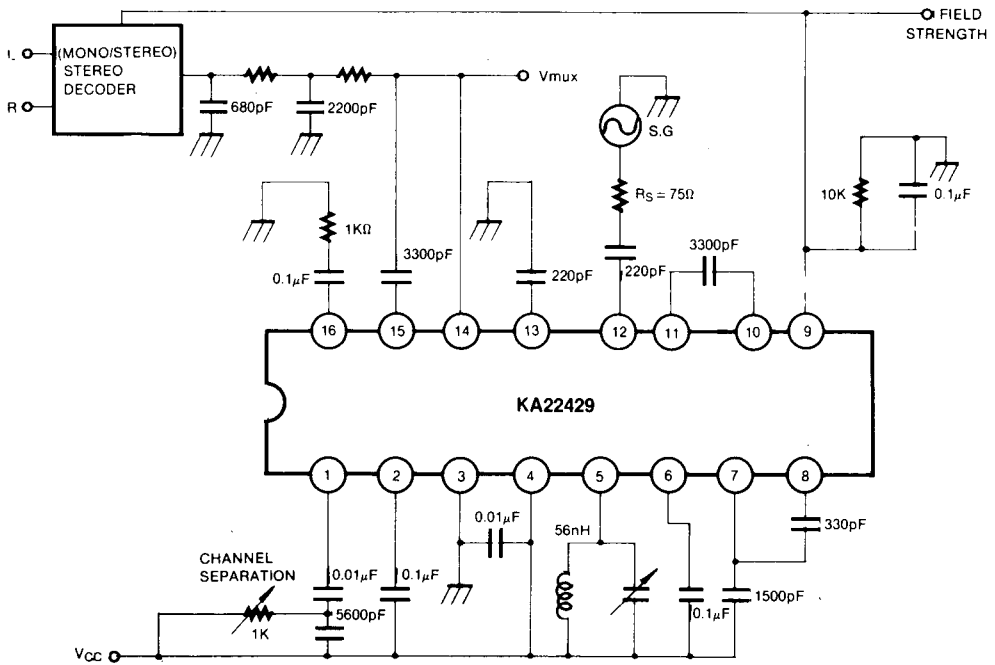 FIELD
STRENGTH
L
(MONO/STEREO)
STEREO
DECODER
R
Vmux
680pF
2200pF
S.G
RS = 75Ω
10K
0.1μF
1KΩ
0.1μF
3300pF
220pF
220pF
3300pF
16
15
14
13
12
11
10
9
KA22429
1
2
3
4
5
6
7
8
0.01μF
56nH
330pF
CHANNEL
SEPARATION
0.01μF
0.1μF
1K
5600pF
0.1μF
1500pF
VCC